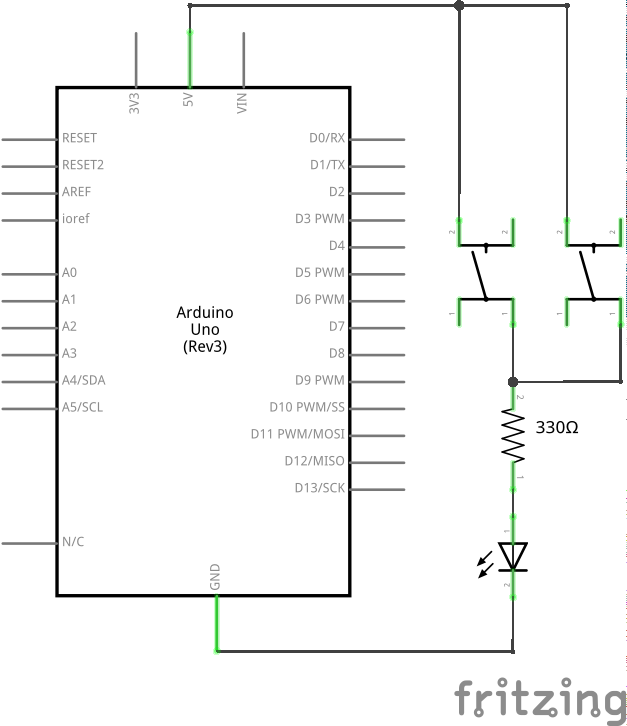 3V3
5V
VIN
RESET
D0/RX
RESET2
D1/TX
AREF
D2
ioref
D3 PWM
D4
2
2
2
2
A0
D5 PWM
A1
D6 PWM
Arduino
Uno
(Rev3)
1
1
1
1
A2
D7
A3
D8
A4/SDA
D9 PWM
A5/SCL
D10 PWM/SS
2
330Ω
D11 PWM/MOSI
D12/MISO
1
D13/SCK
1
N/C
GND
2
fritzing